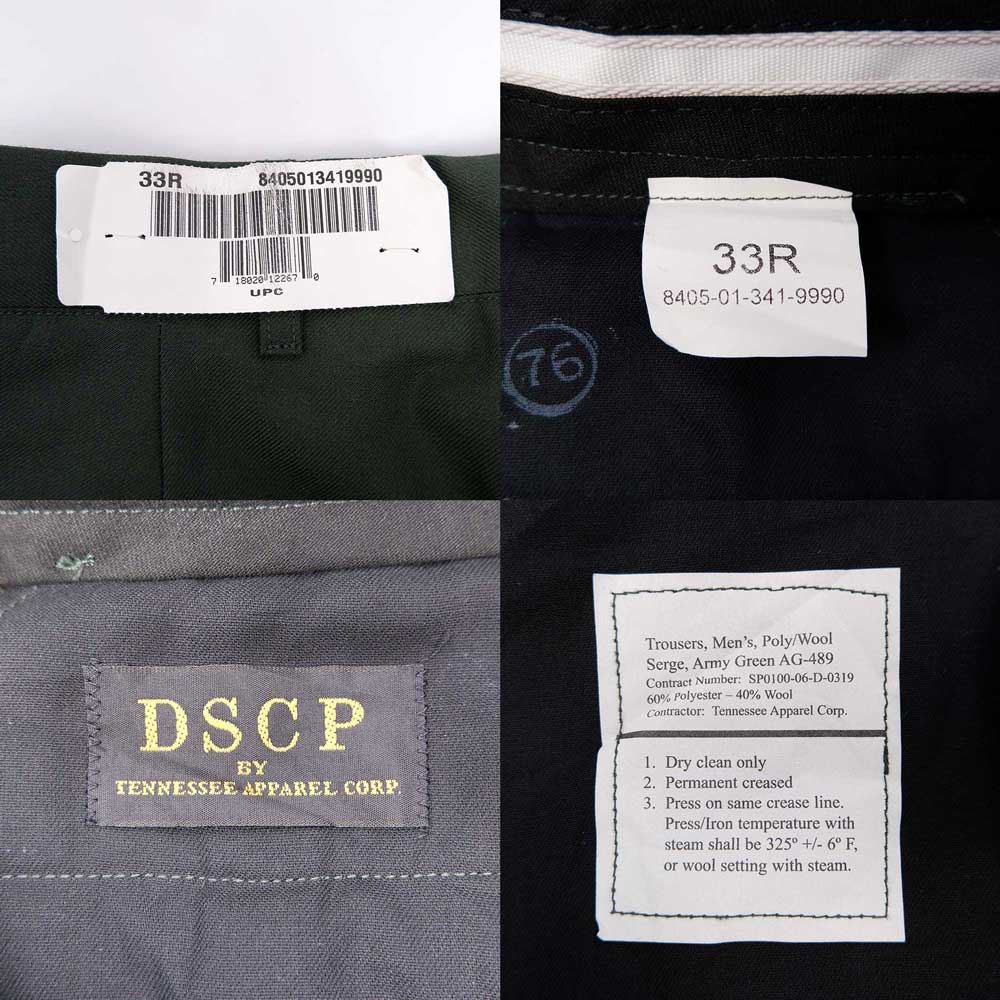 33R 8405013419990
7 18020 12267 0
UPC
33R
8405-01-341-9990
76
DSCP
BY
TENNESSEE APPAREL CORP.
Trousers, Men's, Poly/Wool
Serge, Army Green AG-489
Contract Number: SP0100-06-D-0319
60% Polyester – 40% Wool
Contractor: Tennessee Apparel Corp.
1. Dry clean only
2. Permanent creased
3. Press on same crease line.
Press/Iron temperature with
steam shall be 325º +/- 6º F,
or wool setting with steam.